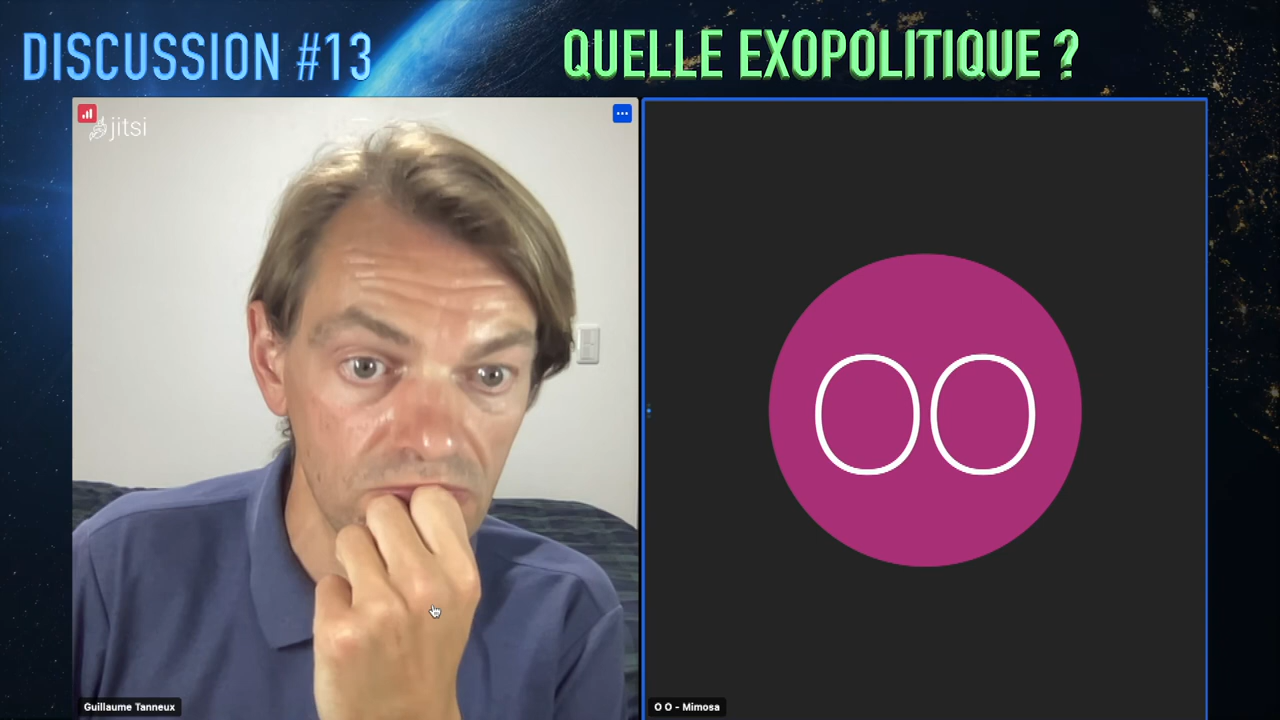 DISCUSSION #13
QUELLE EXOPOLITIQUE ?
jitsi
OO
Guillaume Tanneux
O O - Mimosa